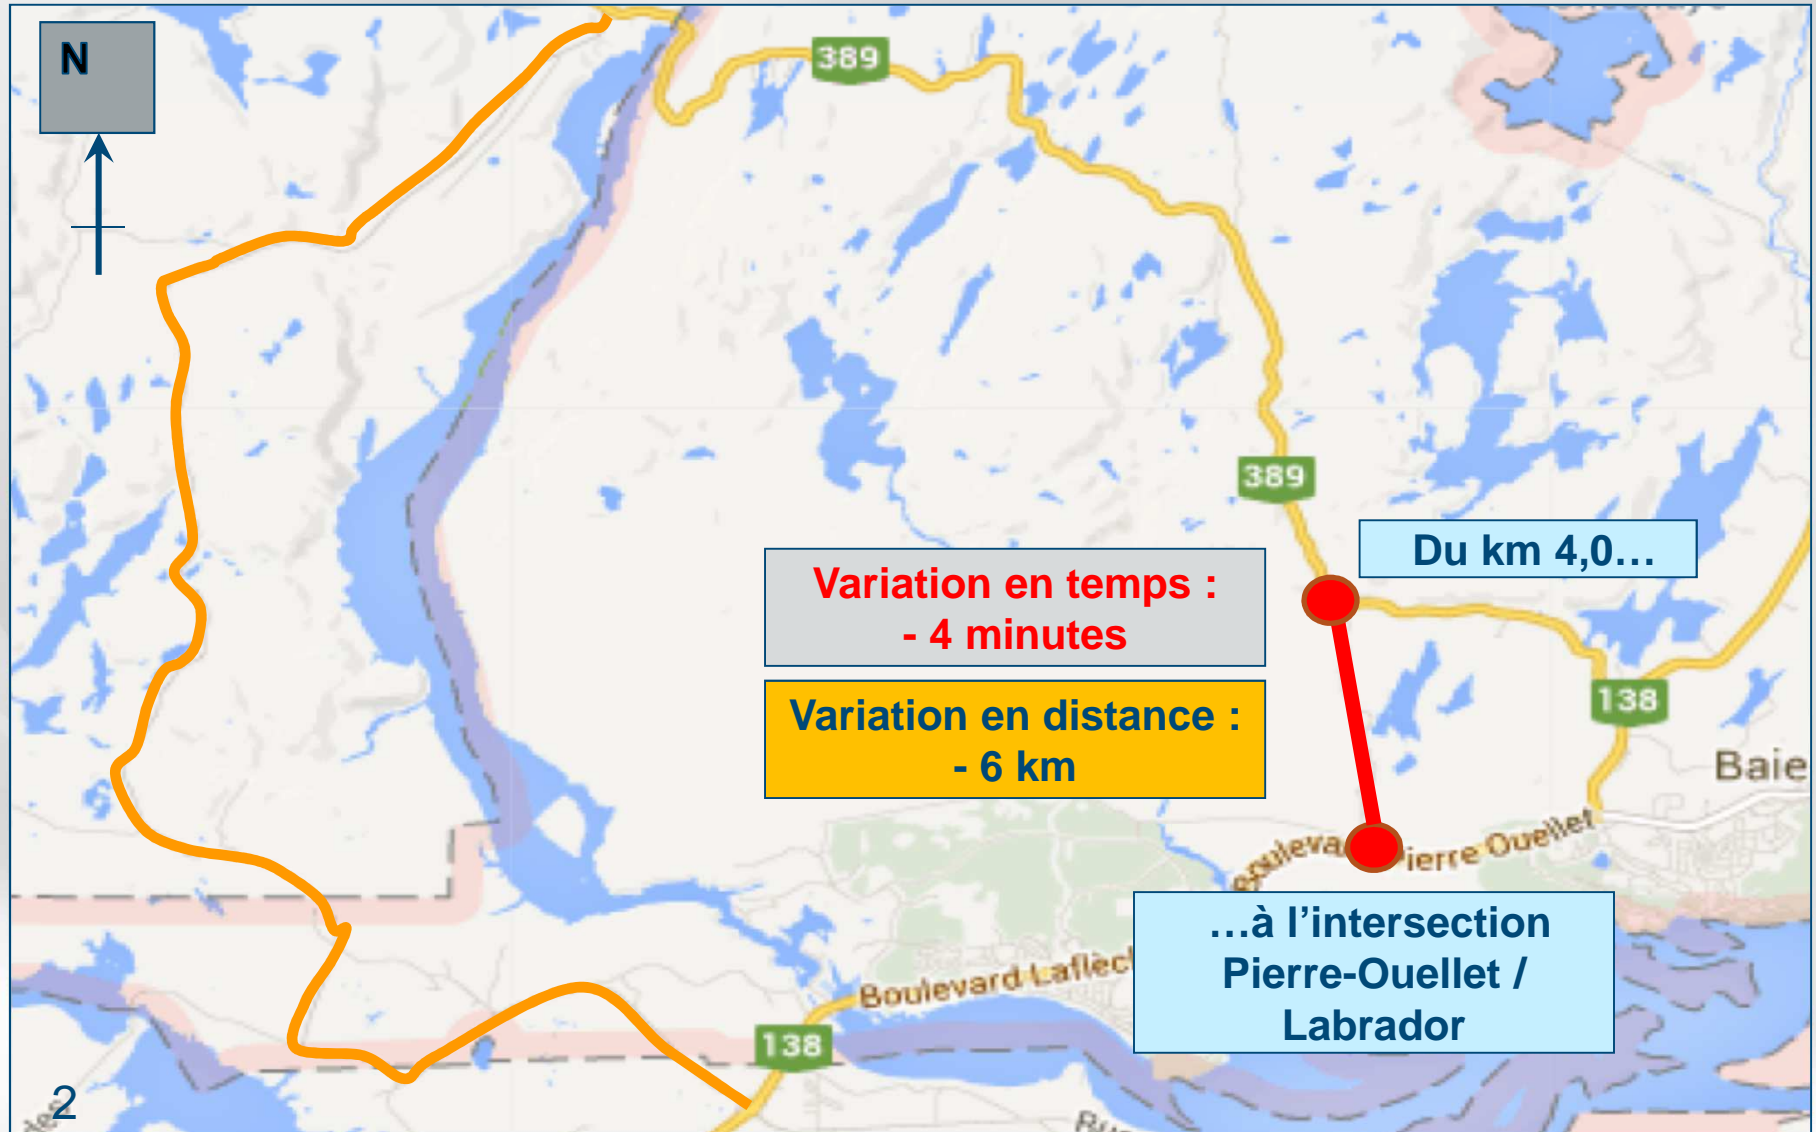 N
389
389
Du km 4,0…
Variation en temps :
- 4 minutes
Variation en distance :
- 6 km
138
Baie
Boulevard Pierre Ouellet
…à l’intersection
Pierre-Ouellet /
Labrador
Boulevard Laflèc
138
2